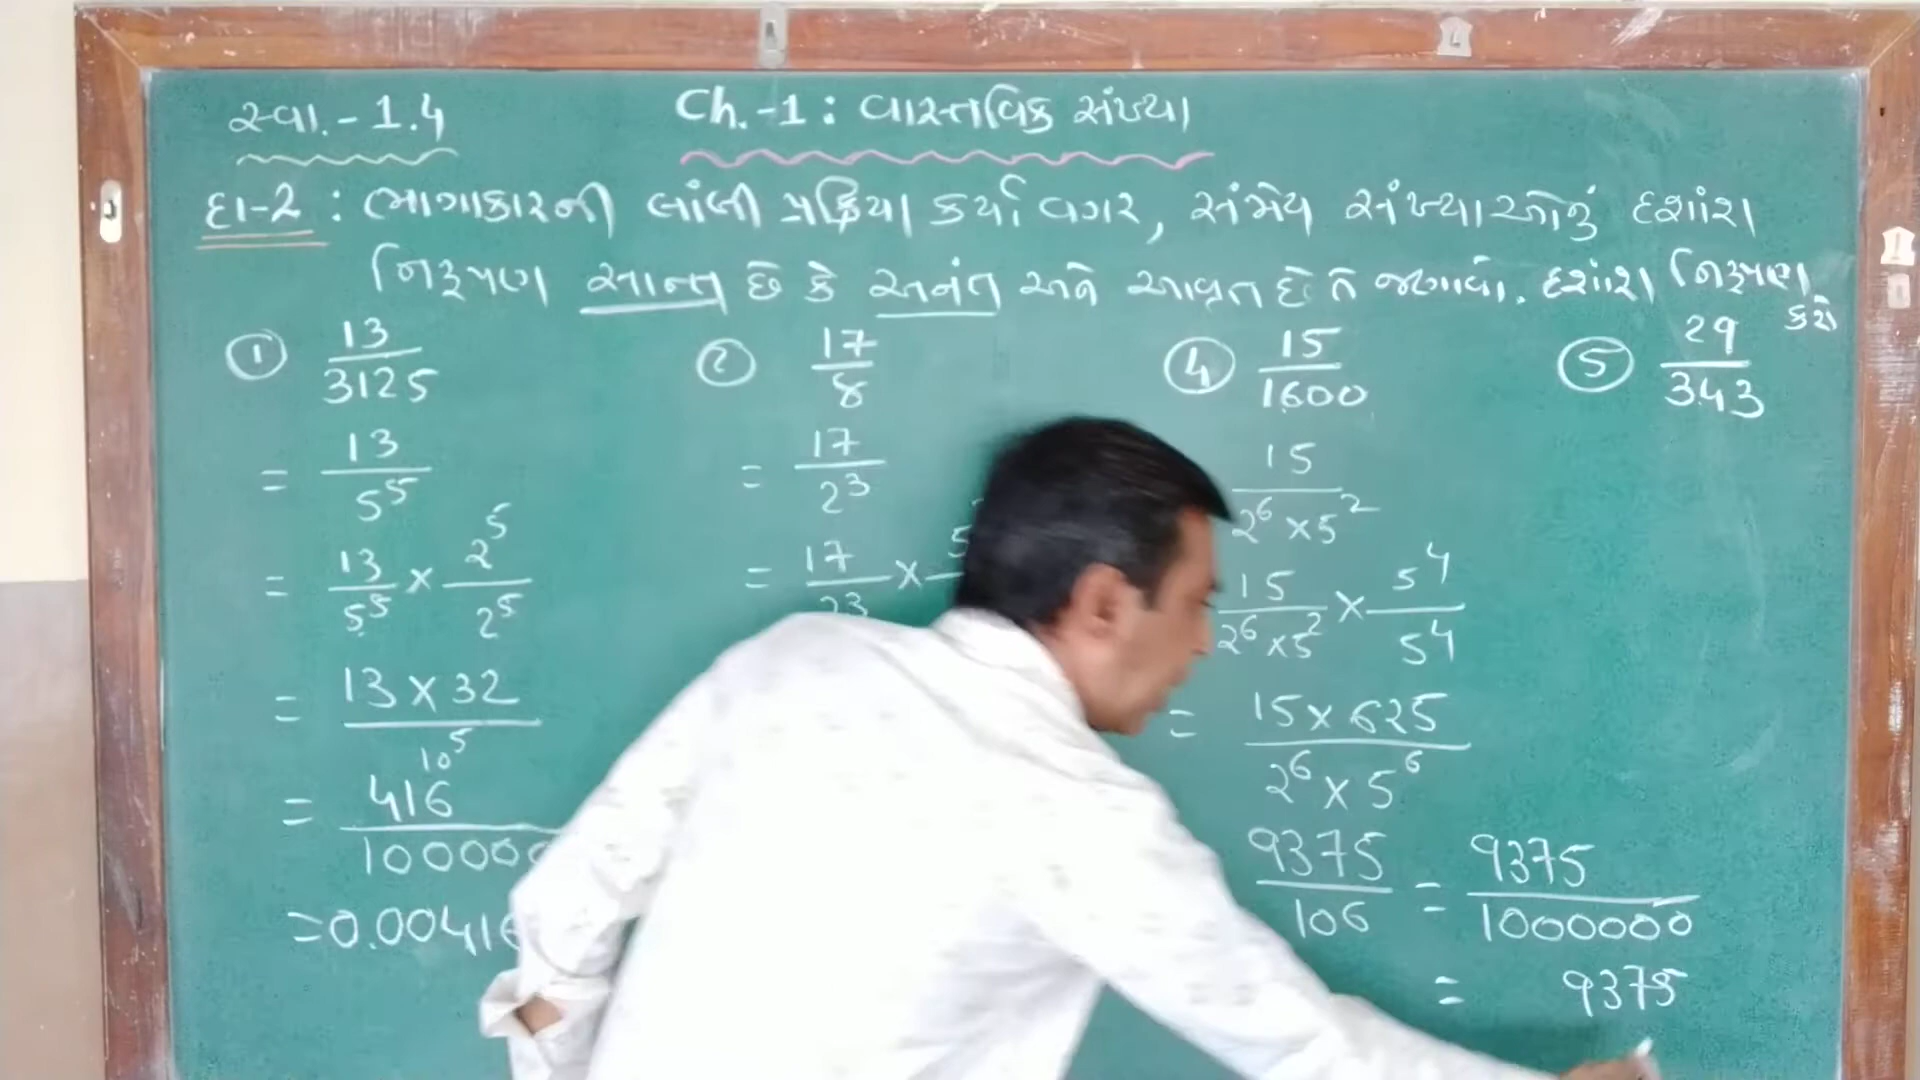 સ્વા.-1.4
Ch.-1 : વાસ્તવિક સંખ્યા
દા-2 : ભાગાકારની લાંબી પ્રક્રિયા કર્યા વગર, સંમેય સંખ્યાઓનું દશાંશ
નિરૂપણ સાન્ત છે કે અનંત અને આવૃત છે તે જણાવો. દશાંશ નિરૂપણ
કરો
① 13/3125
= 13/5⁵
= 13/5⁵ × 2⁵/2⁵
= 13 × 32/10⁵
= 416/10000
=0.00416
② 17/8
= 17/2³
= 17/2³ × 5
④ 15/1600
15/2⁶ × 5²
15/2⁶ × 5² × 5⁴/5⁴
= 15 × 625/2⁶ × 5⁶
9375/106 = 9375/1000000
= 9375
⑤ 29/343